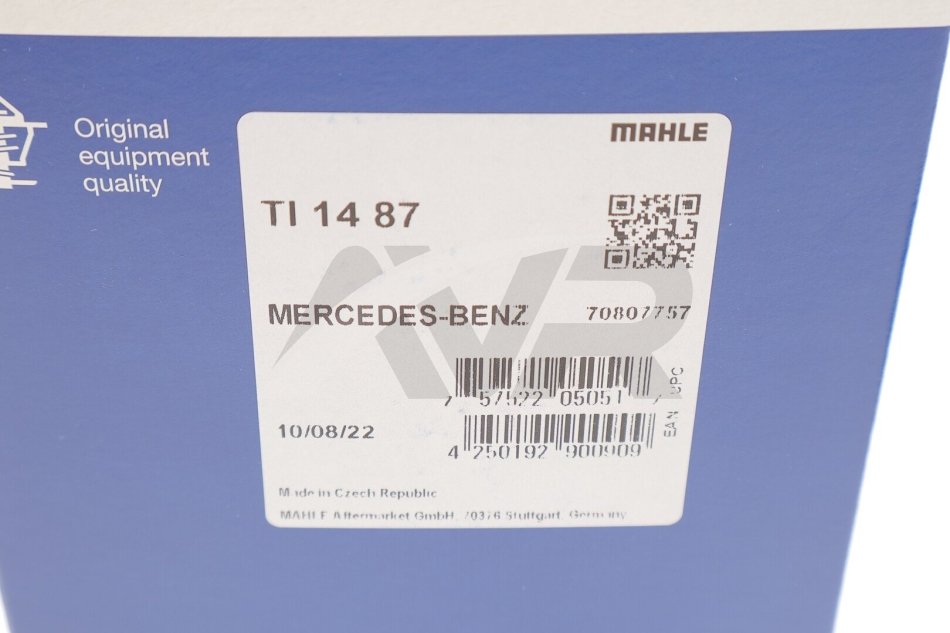 Original
equipment
quality
MAHLE
TI 14 87
MERCEDES-BENZ 70807757
7 57522 05051
UPC
10/08/22
4 250192 900909
EAN
Made in Czech Republic
MAHLE Aftermarket GmbH, 70376 Stuttgart, Germany